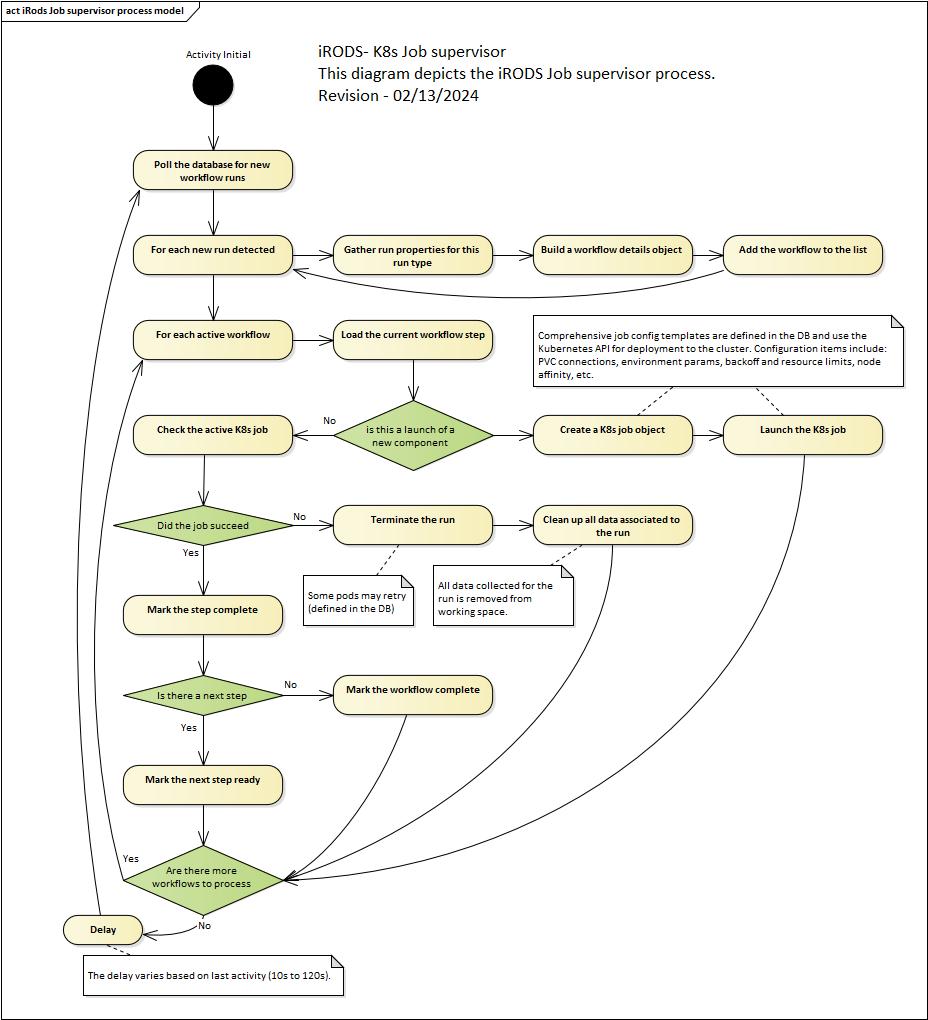 act iRods Job supervisor process model
iRODS- K8s Job supervisor
This diagram depicts the iRODS Job supervisor process.
Revision - 02/13/2024
Activity Initial
Poll the database for new
workflow runs
For each new run detected
Gather run properties for this
run type
Build a workflow details object
Add the workflow to the list
For each active workflow
Load the current workflow step
Comprehensive job config templates are defined in the DB and use the
Kubernetes API for deployment to the cluster. Configuration items include:
PVC connections, environment params, backoff and resource limits, node
affinity, etc.
Check the active K8s job
No
is this a launch of a
new component
Create a K8s job object
Launch the K8s job
Did the job succeed
No
Terminate the run
Clean up all data associated to
the run
Yes
Some pods may retry
(defined in the DB)
All data collected for the
run is removed from
working space.
Mark the step complete
Is there a next step
No
Mark the workflow complete
Yes
Mark the next step ready
Yes
Are there more
workflows to process
No
Delay
The delay varies based on last activity (10s to 120s).